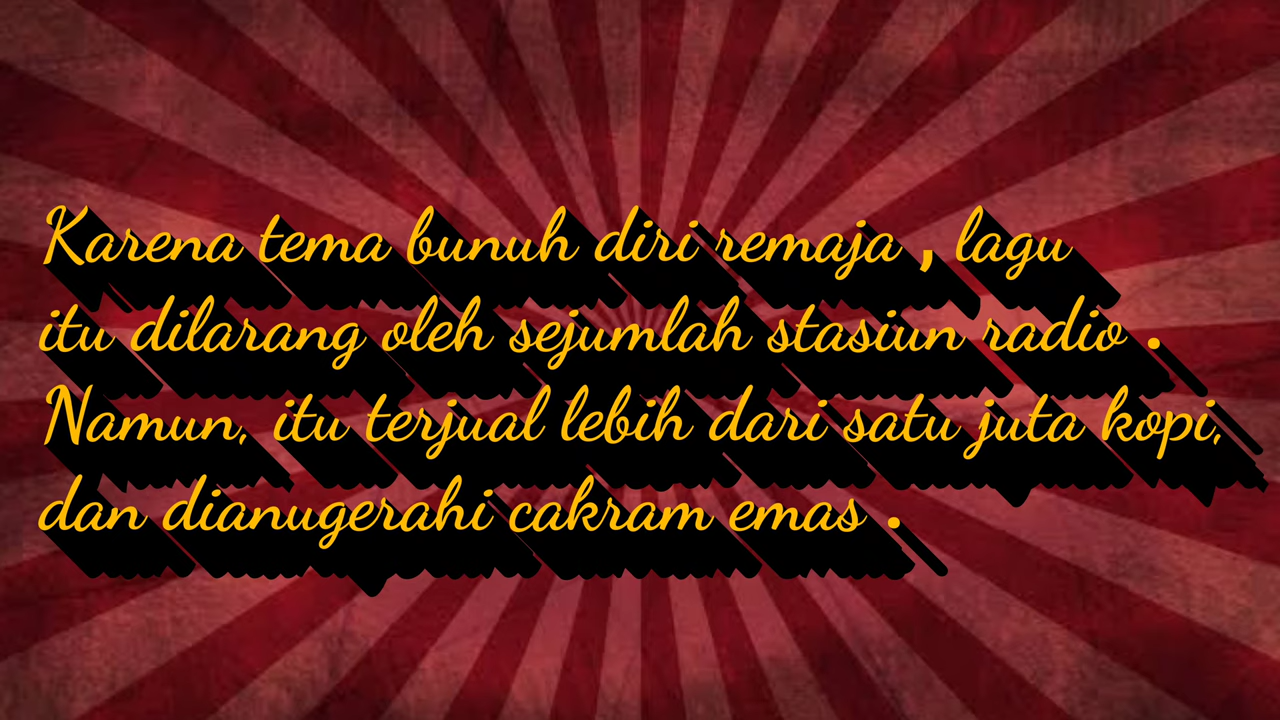 Karena tema bunuh diri remaja , lagu
itu dilarang oleh sejumlah stasiun radio .
Namun, itu terjual lebih dari satu juta kopi,
dan dianugerahi cakram emas .